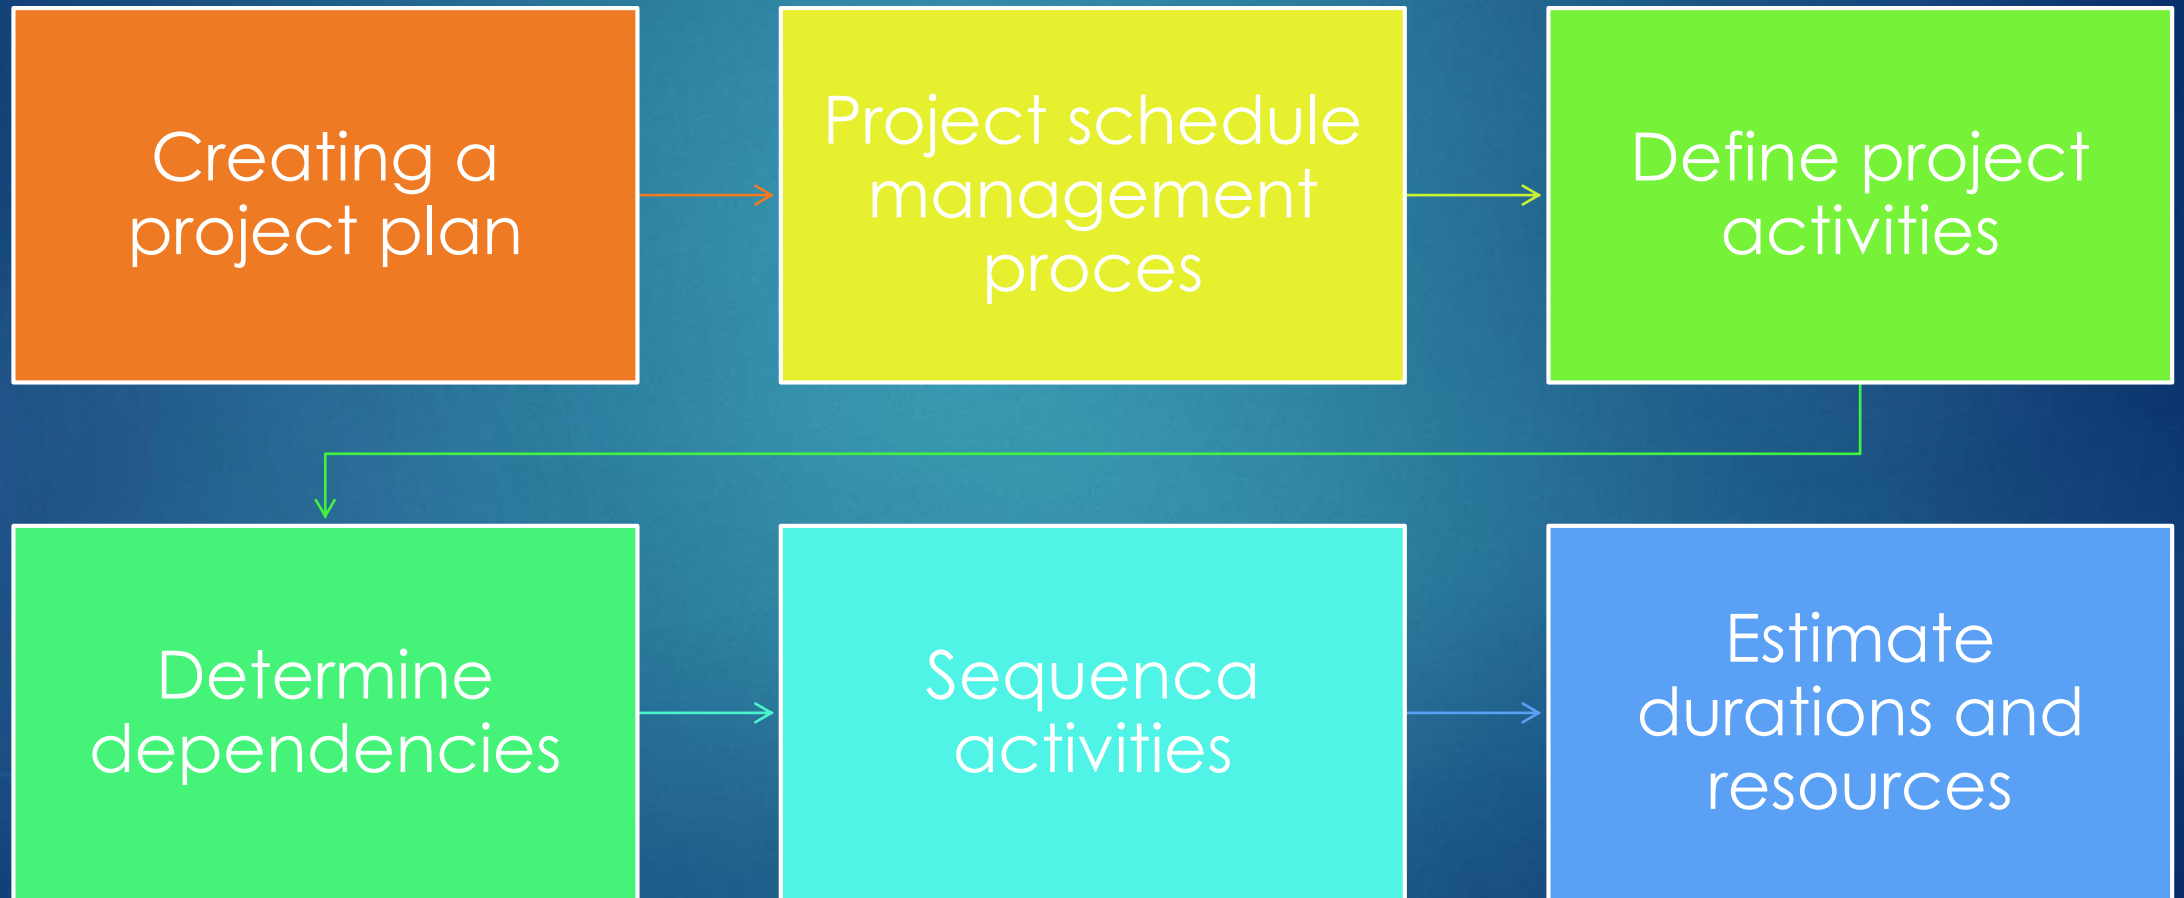 Creating a
project plan
Project schedule
management
proces
Define project
activities
Determine
dependencies
Sequenca
activities
Estimate
durations and
resources